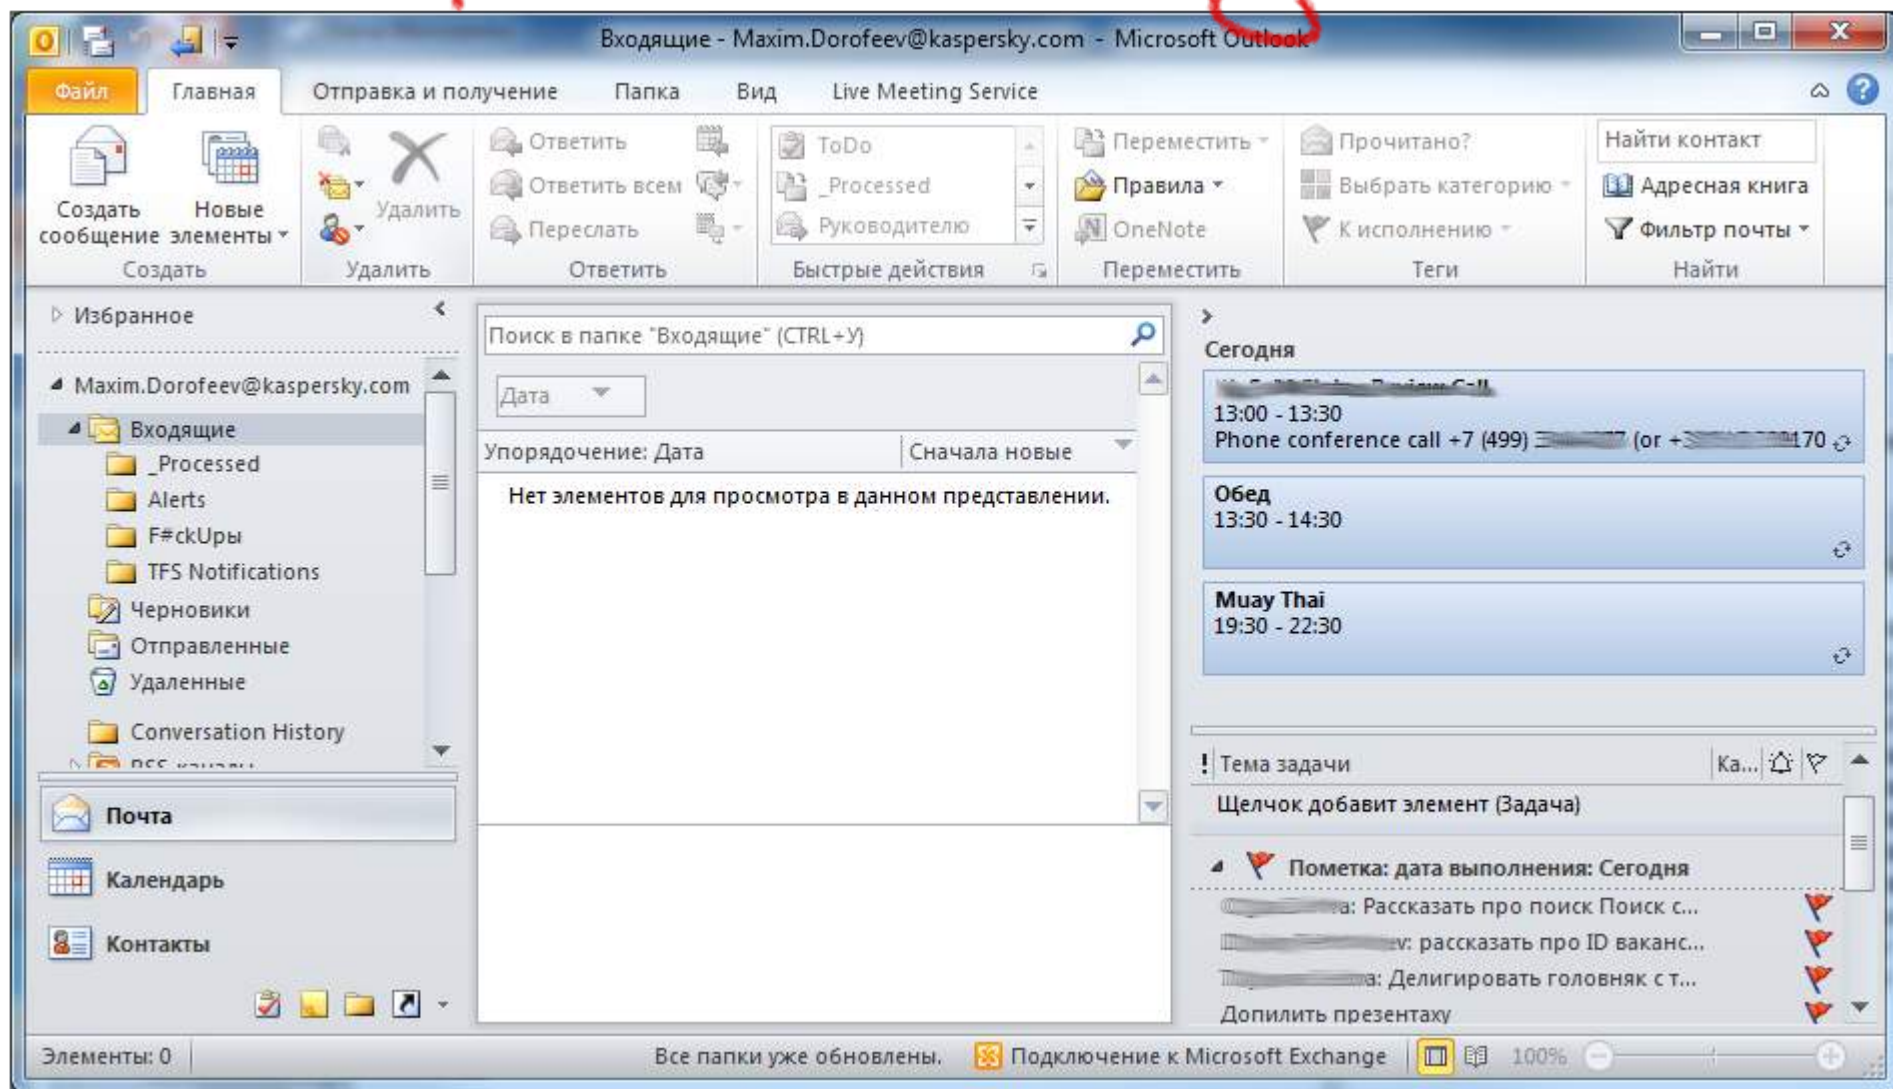 Входящие - Maxim.Dorofeev@kaspersky.com - Microsoft Outlook
Файл Главная Отправка и получение Папка Вид Live Meeting Service
Создать сообщение
Новые элементы
Создать
Удалить
Удалить
Ответить
Ответить всем
Переслать
Ответить
ToDo
_Processed
Руководителю
Быстрые действия
Переместить
Правила
OneNote
Переместить
Прочитано?
Выбрать категорию
К исполнению
Теги
Найти контакт
Адресная книга
Фильтр почты
Найти
Избранное
Maxim.Dorofeev@kaspersky.com
Входящие
_Processed
Alerts
F#ckUpы
TFS Notifications
Черновики
Отправленные
Удаленные
Conversation History
RSS-каналы
Почта
Календарь
Контакты
Поиск в папке "Входящие" (CTRL+У)
Дата
Упорядочение: Дата Сначала новые
Нет элементов для просмотра в данном представлении.
Сегодня
Review Call
13:00 - 13:30
Phone conference call +7 (499) (or + 170
Обед
13:30 - 14:30
Muay Thai
19:30 - 22:30
! Тема задачи Ка...
Щелчок добавит элемент (Задача)
Пометка: дата выполнения: Сегодня
а: Рассказать про поиск Поиск с...
v: рассказать про ID ваканс...
а: Делигировать головняк с т...
Допилить презентаху
Элементы: 0 Все папки уже обновлены. Подключение к Microsoft Exchange 100%